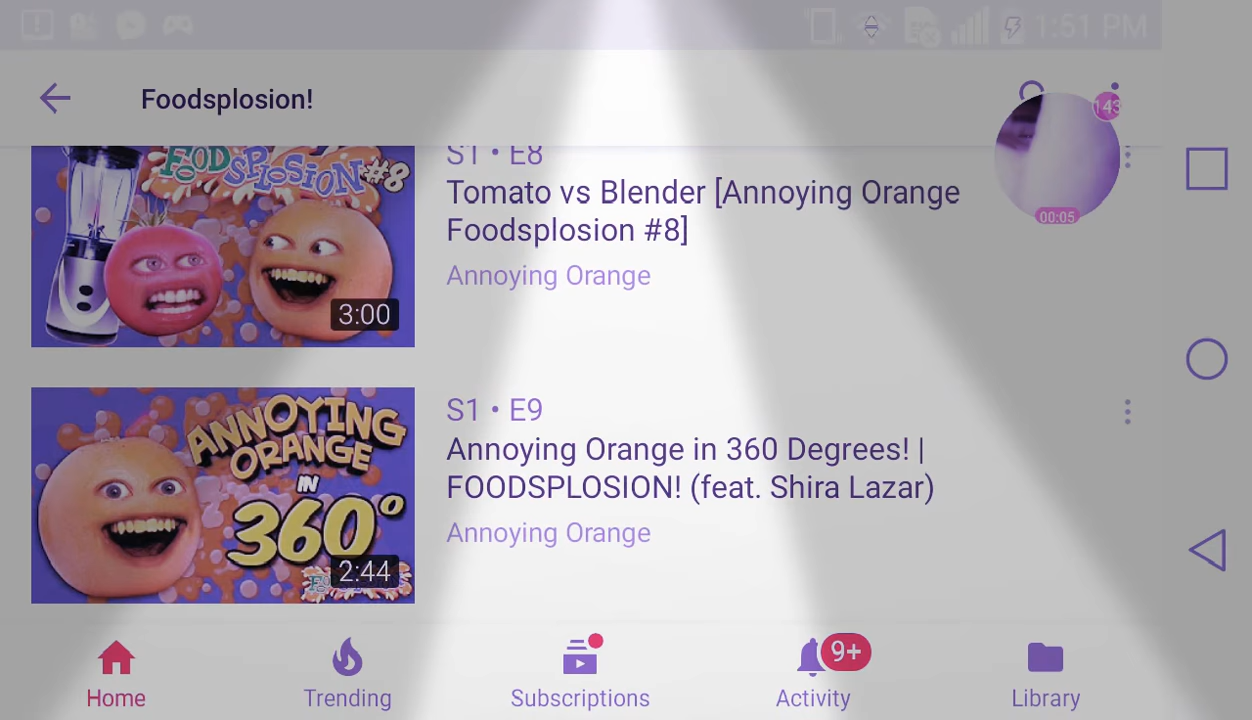 1:51 PM
Foodsplosion!
143
00:05
FOODSPLOSION #8
3:00
S1 • E8
Tomato vs Blender [Annoying Orange
Foodsplosion #8]
Annoying Orange
ANNOYING
ORANGE
IN
360°
2:44
S1 • E9
Annoying Orange in 360 Degrees! |
FOODSPLOSION! (feat. Shira Lazar)
Annoying Orange
9+
Home
Trending
Subscriptions
Activity
Library